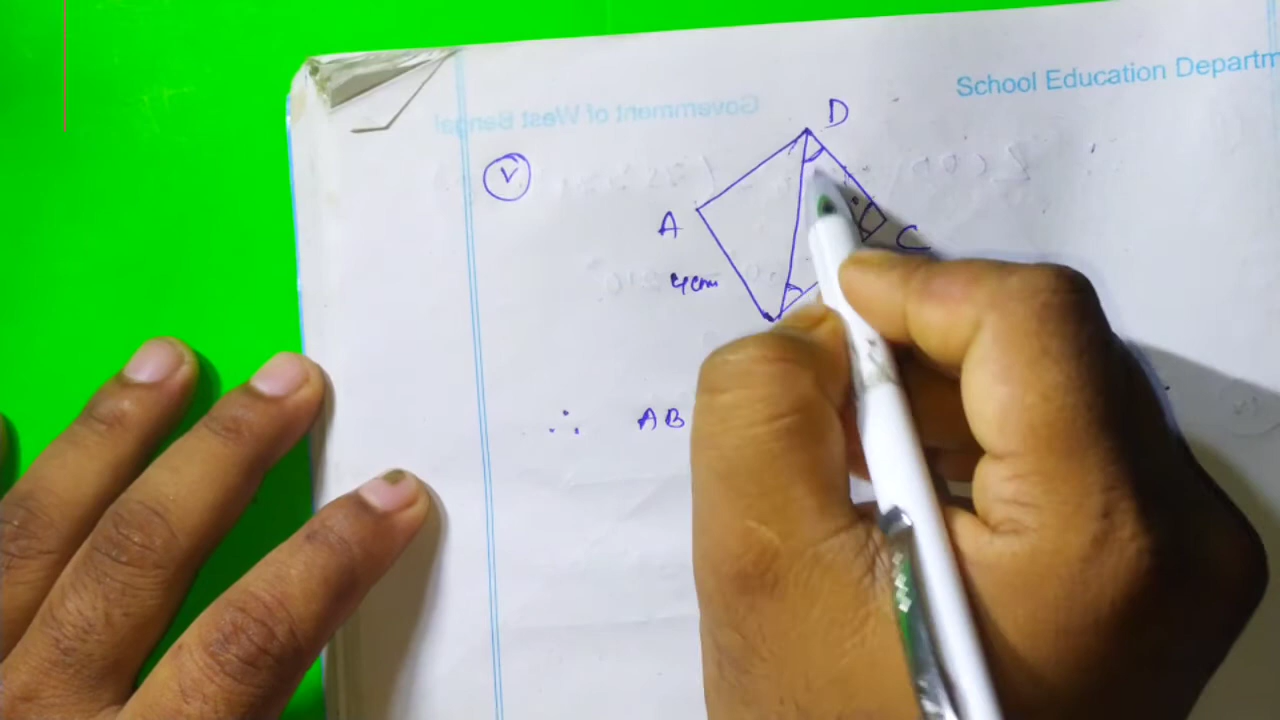 School Education Departm
Government of West Bengal
D
V
A
C
4cm
∴ AB